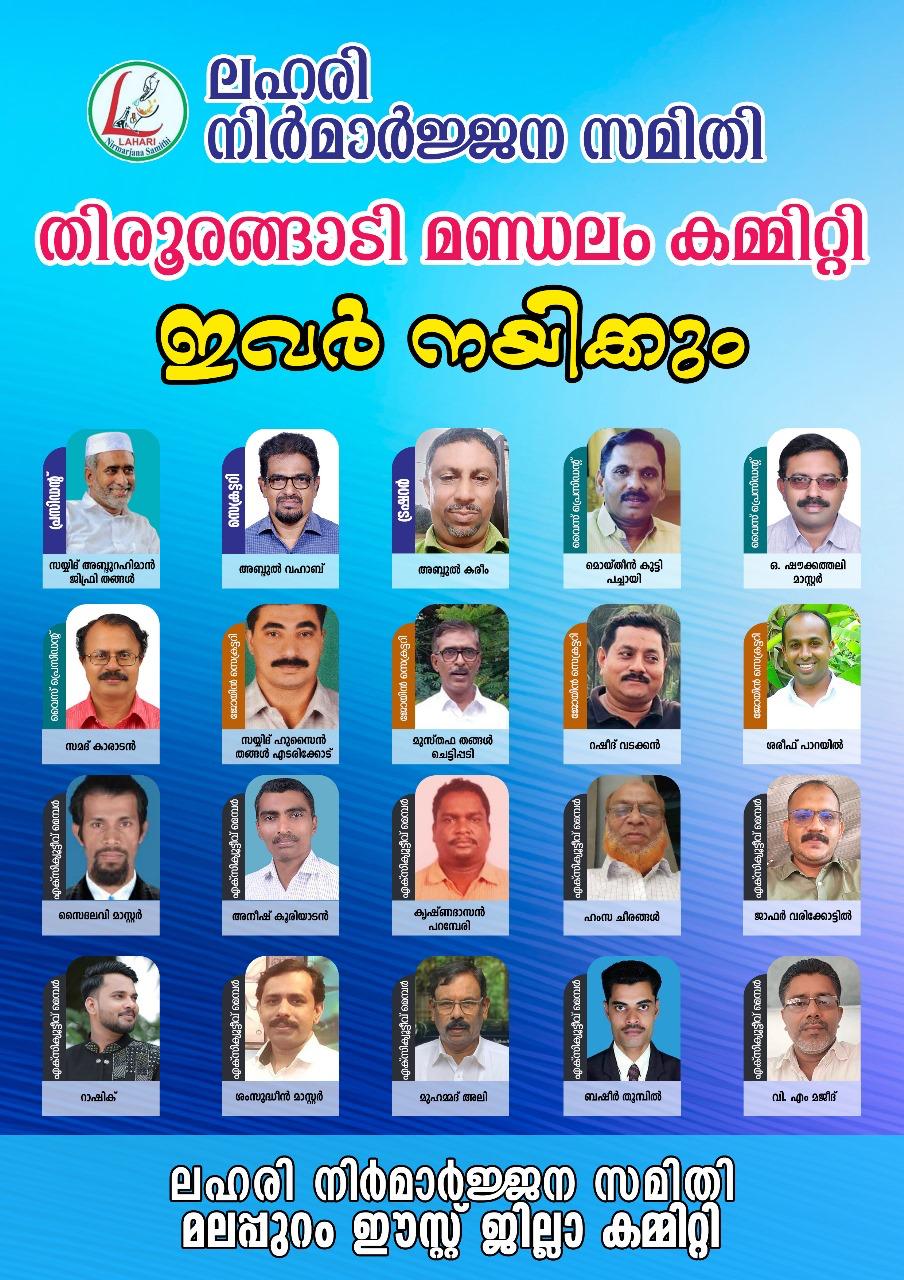 LAHARI
Nirmarjana Samithi
ലഹരി
നിർമാർജ്ജന സമിതി
തിരൂരങ്ങാടി മണ്ഡലം കമ്മിറ്റി
ഇവർ നയിക്കും
പ്രസിഡന്റ്
സയ്യിദ് അബ്ദുറഹിമാൻ
ജിഫ്രി തങ്ങൾ
സെക്രട്ടറി
അബ്ദുൽ വഹാബ്
ട്രഷറർ
അബ്ദുൽ കരീം
വൈസ് പ്രെസിഡന്റ്
മൊയ്തീൻ കുട്ടി
പച്ചായി
വൈസ് പ്രെസിഡന്റ്
ഒ. ഷൗക്കത്തലി
മാസ്റ്റർ
വൈസ് പ്രെസിഡന്റ്
സമദ് കാരാടൻ
ജോയിൻ സെക്രട്ടറി
സയ്യിദ് ഹുസൈൻ
തങ്ങൾ എടരിക്കോട്
ജോയിൻ സെക്രട്ടറി
മുസ്തഫ തങ്ങൾ
ചെട്ടിപ്പടി
ജോയിൻ സെക്രട്ടറി
റഷീദ് വടക്കൻ
ജോയിൻ സെക്രട്ടറി
ശരീഫ് പാറയിൽ
എക്സിക്യൂട്ടീവ് മെമ്പർ
സൈദലവി മാസ്റ്റർ
എക്സിക്യൂട്ടീവ് മെമ്പർ
അനീഷ് കൂരിയാടൻ
എക്സിക്യൂട്ടീവ് മെമ്പർ
കൃഷ്ണദാസൻ
പറമ്പേരി
എക്സിക്യൂട്ടീവ് മെമ്പർ
ഹംസ ചീരങ്ങൾ
എക്സിക്യൂട്ടീവ് മെമ്പർ
ജാഫർ വരിക്കോട്ടിൽ
എക്സിക്യൂട്ടീവ് മെമ്പർ
റാഷിക്
എക്സിക്യൂട്ടീവ് മെമ്പർ
ശംസുദ്ധീൻ മാസ്റ്റർ
എക്സിക്യൂട്ടീവ് മെമ്പർ
മുഹമ്മദ് അലി
എക്സിക്യൂട്ടീവ് മെമ്പർ
ബഷീർ തൂമ്പിൽ
എക്സിക്യൂട്ടീവ് മെമ്പർ
വി. എം മജീദ്
ലഹരി നിർമാർജ്ജന സമിതി
മലപ്പുറം ഈസ്റ്റ് ജില്ലാ കമ്മിറ്റി